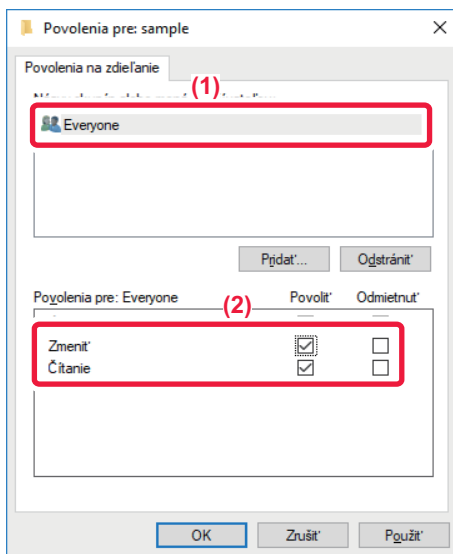 Povolenia pre: sample
Povolenia na zdieľanie
(1)
Everyone
Pridať...
Odstrániť
Povolenia pre: Everyone Povoliť Odmietnuť
(2)
Zmeniť
Čítanie
OK Zrušiť Použiť